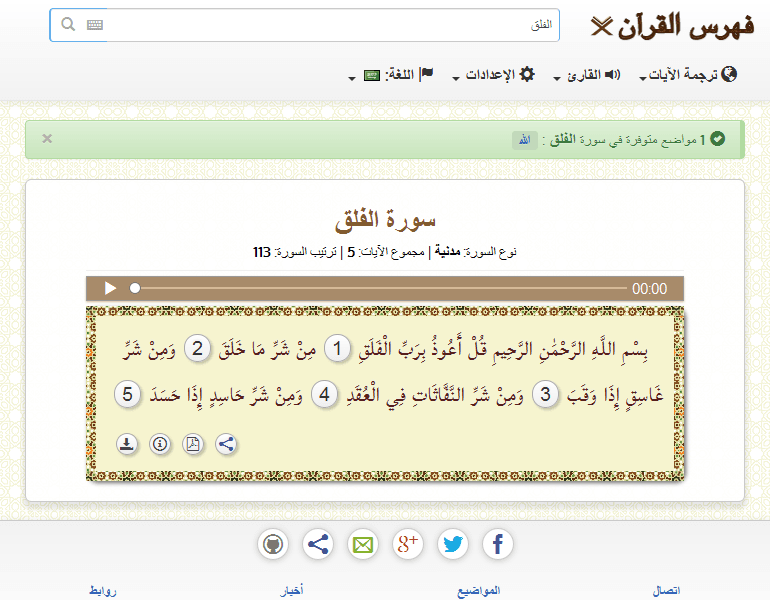 فهرس القرآن
الفلق
ترجمة الآيات القارئ الإعدادات اللغة:
1 مواضع متوفرة في سورة الفلق : الله ×
سورة الفلق
نوع السورة: مدنية | مجموع الآيات: 5 | ترتيب السورة: 113
00:00
بِسْمِ اللَّهِ الرَّحْمَٰنِ الرَّحِيمِ قُلْ أَعُوذُ بِرَبِّ الْفَلَقِ 1 مِنْ شَرِّ مَا خَلَقَ 2 وَمِنْ شَرِّ
غَاسِقٍ إِذَا وَقَبَ 3 وَمِنْ شَرِّ النَّفَّاثَاتِ فِي الْعُقَدِ 4 وَمِنْ شَرِّ حَاسِدٍ إِذَا حَسَدَ 5
اتصال المواضيع أخبار روابط